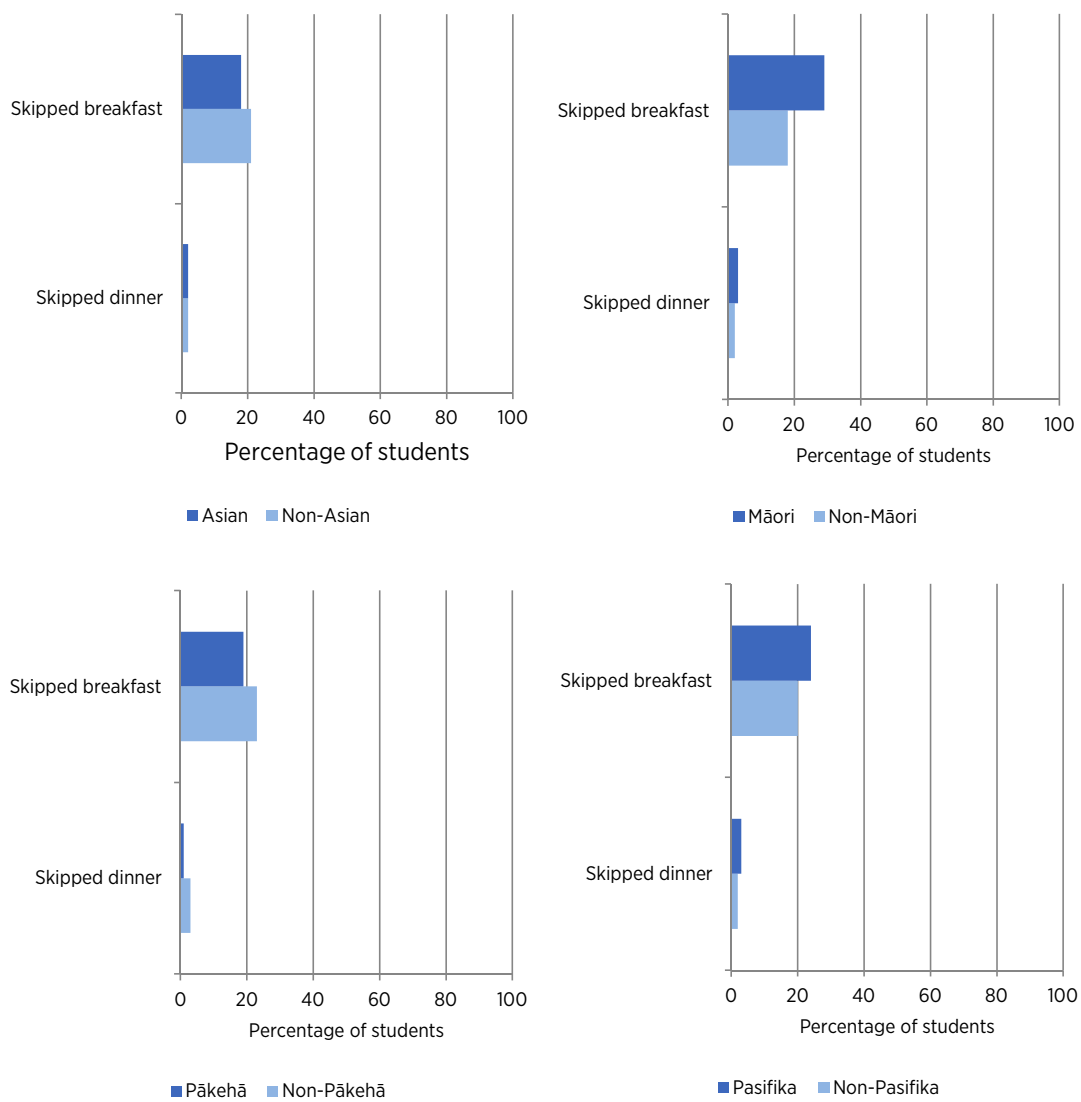 Skipped breakfast
Skipped dinner
0 20 40 60 80 100
Percentage of students
Asian Non-Asian
Skipped breakfast
Skipped dinner
0 20 40 60 80 100
Percentage of students
Māori Non-Māori
Skipped breakfast
Skipped dinner
0 20 40 60 80 100
Percentage of students
Pākehā Non-Pākehā
Skipped breakfast
Skipped dinner
0 20 40 60 80 100
Percentage of students
Pasifika Non-Pasifika